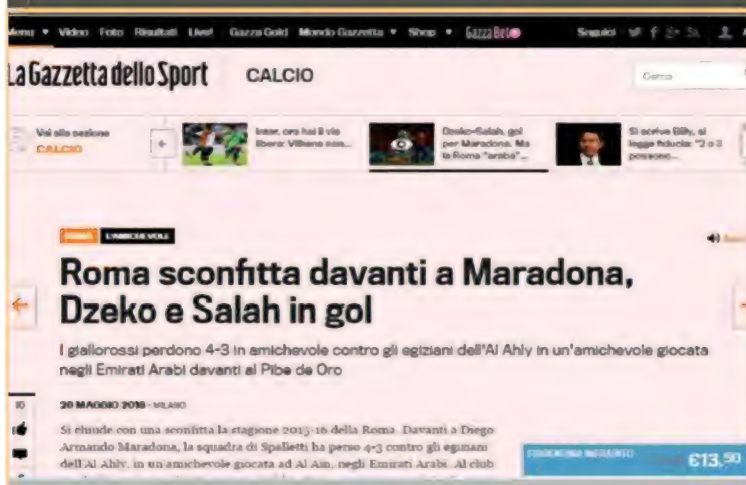 Menu Video Foto Risultati Live! Gazza Gold Mondo Gazzetta Shop Gazza Bet Seguici
La Gazzetta dello Sport CALCIO Cerca
Vai alla sezione
CALCIO
Inter, ora hai il via
libera: Vilhena non...
Dzeko-Salah, gol
per Maradona. Ma
la Roma "araba"...
Si scrive Billy, si
legge fiducia: "2 o 3
possono...
ROMA L'AMICHEVOLE
Roma sconfitta davanti a Maradona,
Dzeko e Salah in gol
I giallorossi perdono 4-3 in amichevole contro gli egiziani dell'Al Ahly in un'amichevole giocata
negli Emirati Arabi davanti al Pibe de Oro
10
20 MAGGIO 2016 - MILANO
Si chiude con una sconfitta la stagione 2015-16 della Roma. Davanti a Diego
Armando Maradona, la squadra di Spalletti ha perso 4-3 contro gli egiziani
dell'Al Ahly, in un'amichevole giocata ad Al Ain, negli Emirati Arabi. Al club
£13,50